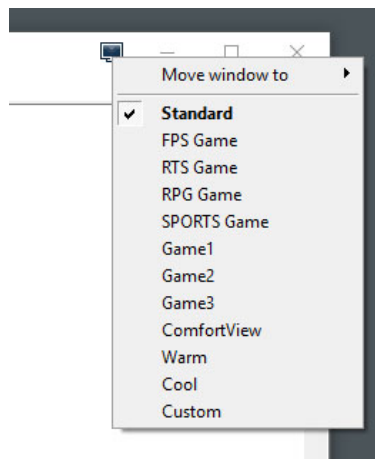 Move window to
Standard
FPS Game
RTS Game
RPG Game
SPORTS Game
Game1
Game2
Game3
ComfortView
Warm
Cool
Custom